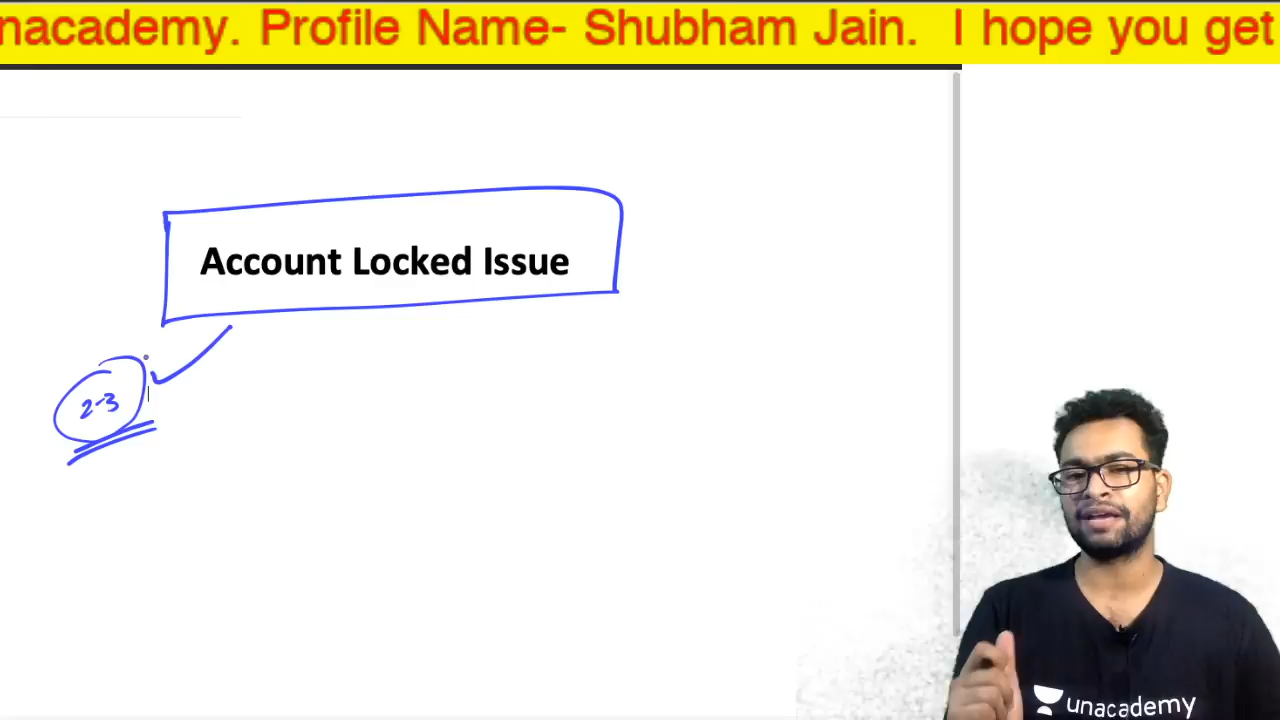 nacademy. Profile Name- Shubham Jain. I hope you get
Account Locked Issue
2-3
unacademy